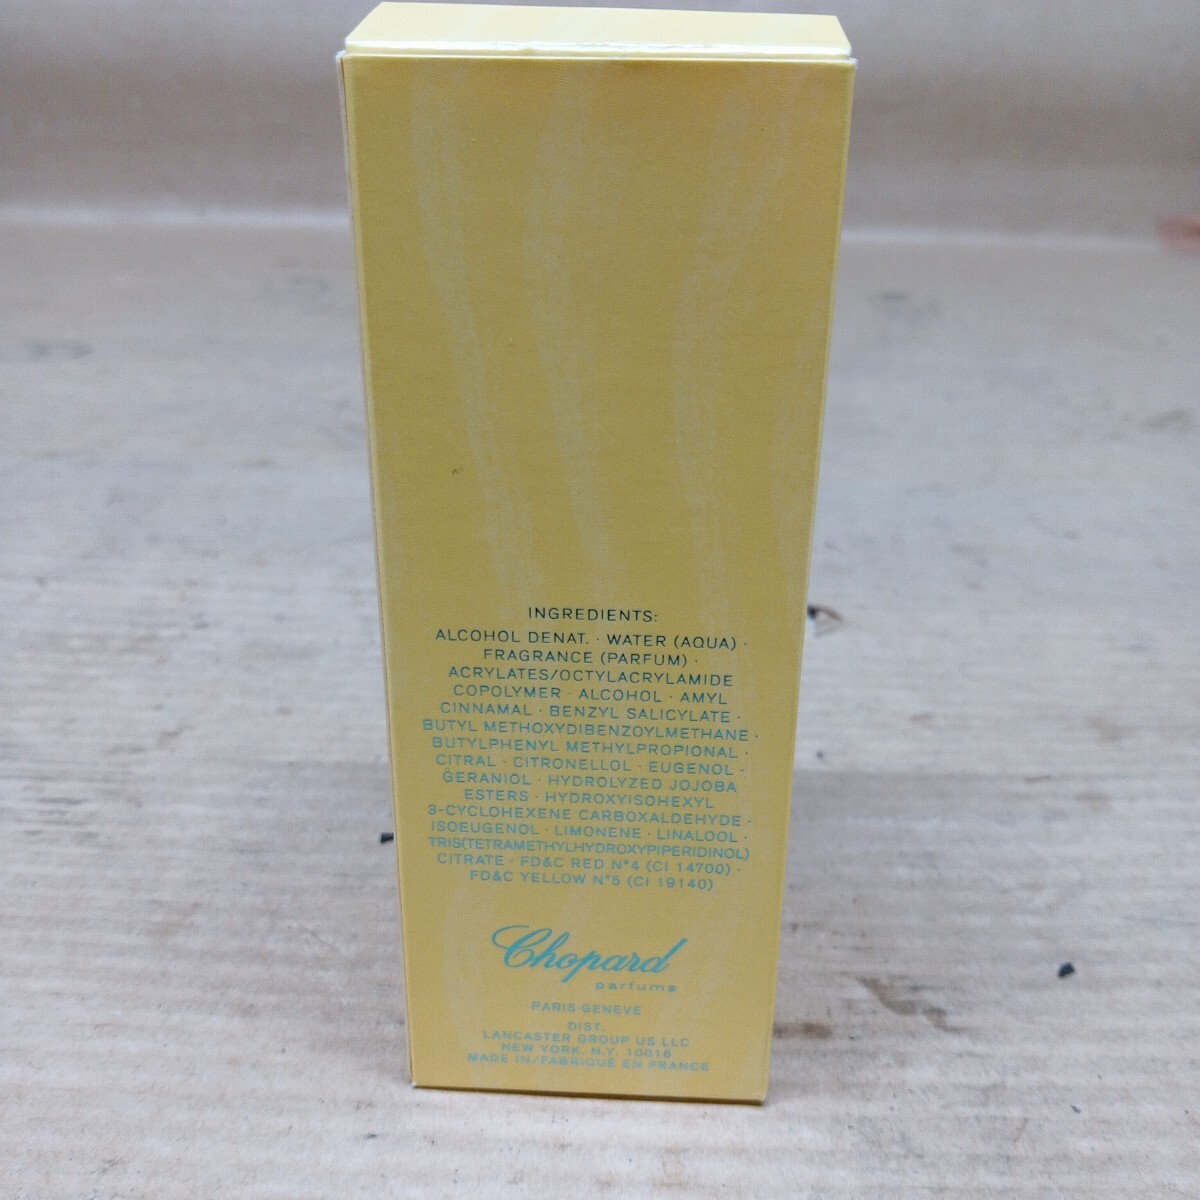 INGREDIENTS:
ALCOHOL DENAT. · WATER (AQUA) ·
FRAGRANCE (PARFUM) ·
ACRYLATES/OCTYLACRYLAMIDE
COPOLYMER · ALCOHOL · AMYL
CINNAMAL · BENZYL SALICYLATE ·
BUTYL METHOXYDIBENZOYLMETHANE ·
BUTYLPHENYL METHYLPROPIONAL ·
CITRAL · CITRONELLOL · EUGENOL ·
GERANIOL · HYDROLYZED JOJOBA
ESTERS · HYDROXYISOHEXYL
3-CYCLOHEXENE CARBOXALDEHYDE ·
ISOEUGENOL · LIMONENE · LINALOOL ·
TRIS(TETRAMETHYLHYDROXYPIPERIDINOL)
CITRATE · FD&C RED N°4 (CI 14700) ·
FD&C YELLOW N°5 (CI 19140)
Chopard
parfums
PARIS·GENEVE
DIST.
LANCASTER GROUP US LLC
NEW YORK, N.Y. 10016
MADE IN/FABRIQUÉ EN FRANCE